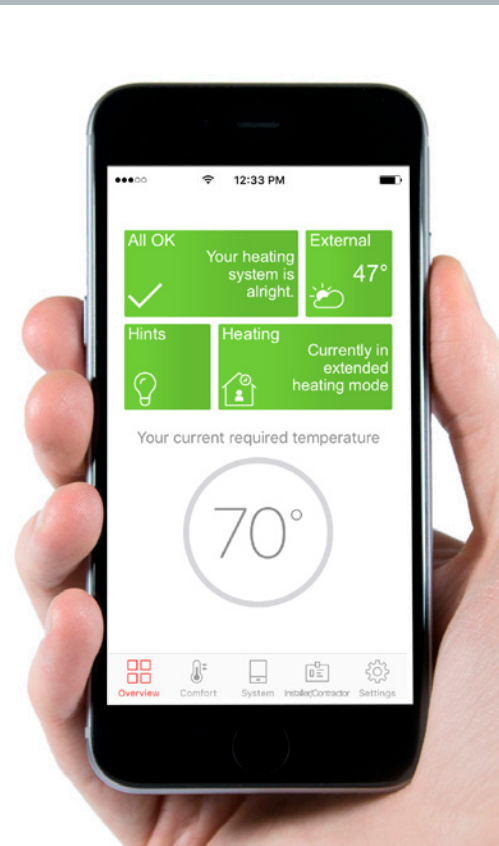 12:33 PM
All OK
Your heating
system is
alright.
External
47°
Hints
Heating
Currently in
extended
heating mode
Your current required temperature
70°
Overview
Comfort
System
Installer/Contractor
Settings